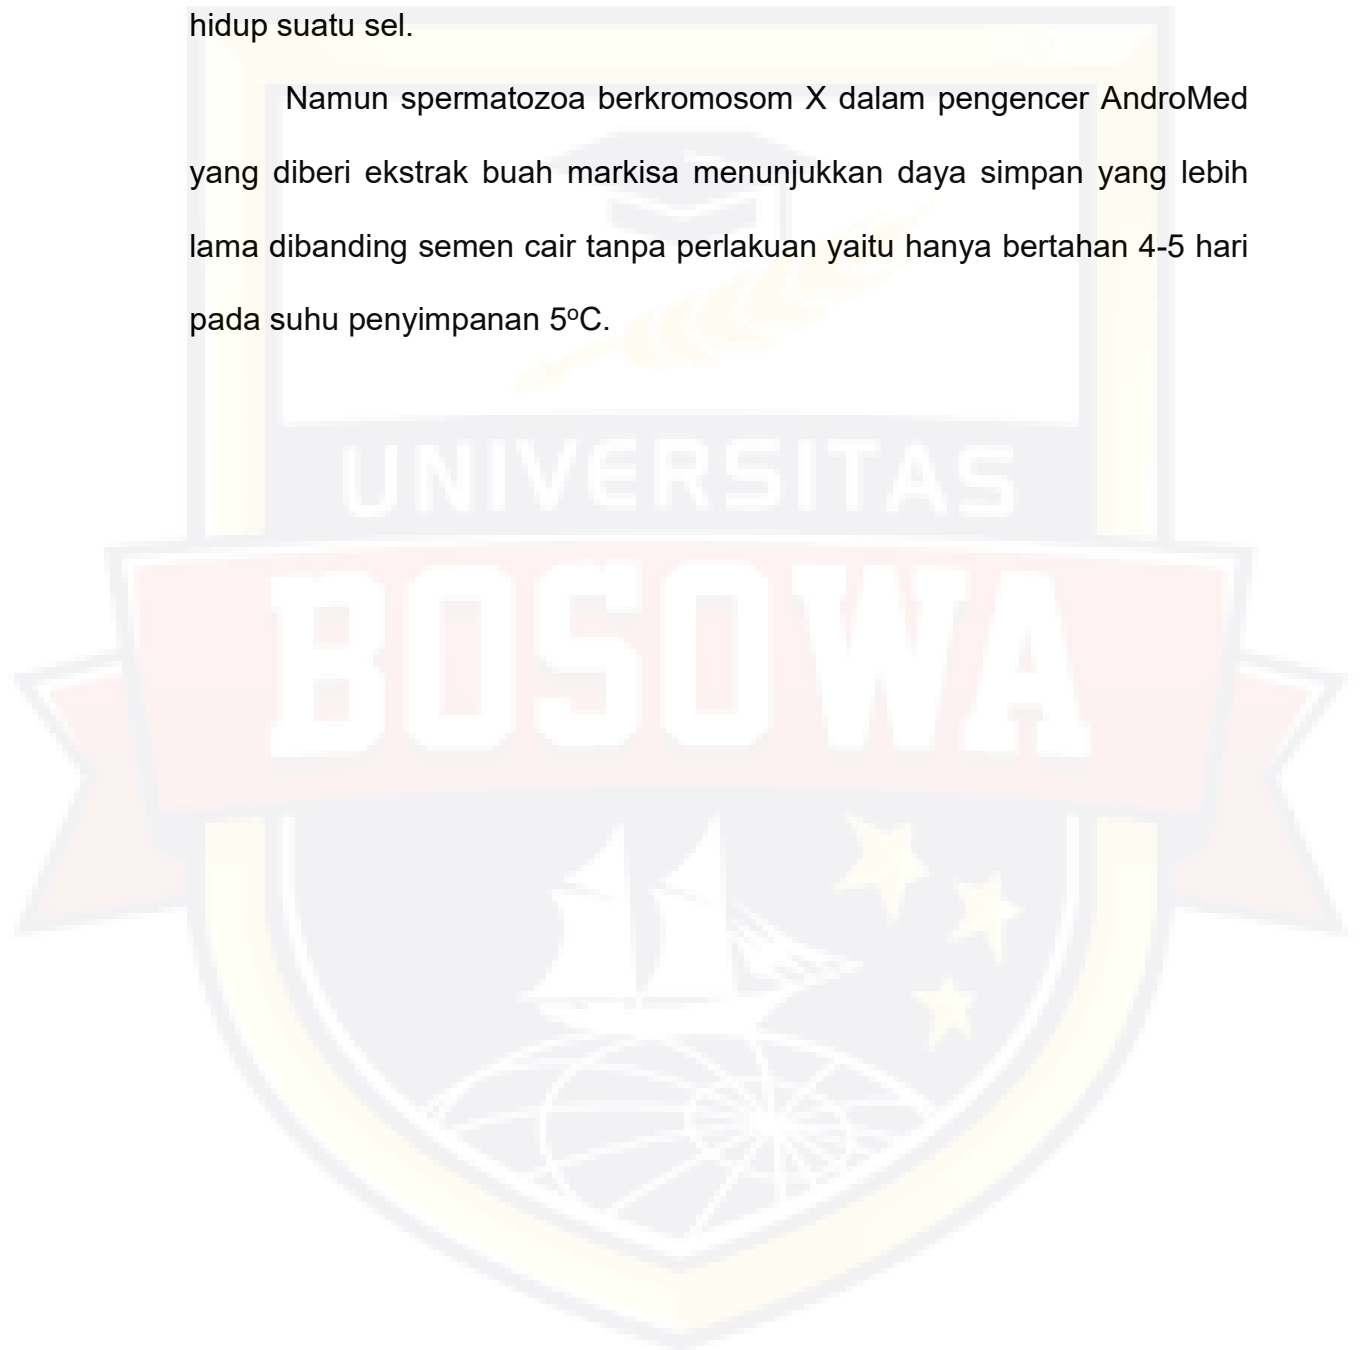 hidup suatu sel.
Namun spermatozoa berkromosom X dalam pengencer AndroMed
yang diberi ekstrak buah markisa menunjukkan daya simpan yang lebih
lama dibanding semen cair tanpa perlakuan yaitu hanya bertahan 4-5 hari
pada suhu penyimpanan 5ºC.
UNIVERSITAS
BOSOWA